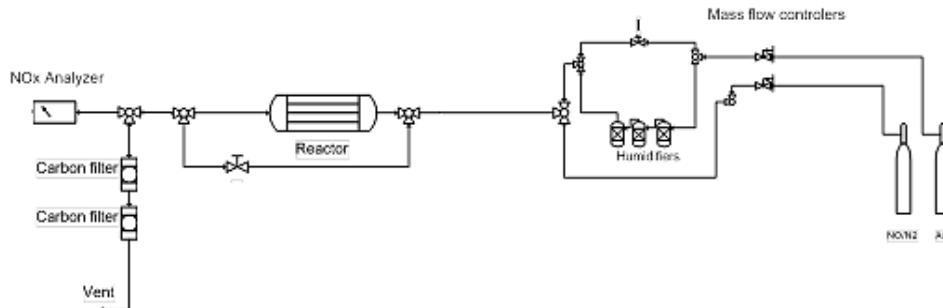 Mass flow controlers
NOx Analyzer
Reactor
Humidifiers
Carbon filter
Carbon filter
NO/N2
Vent